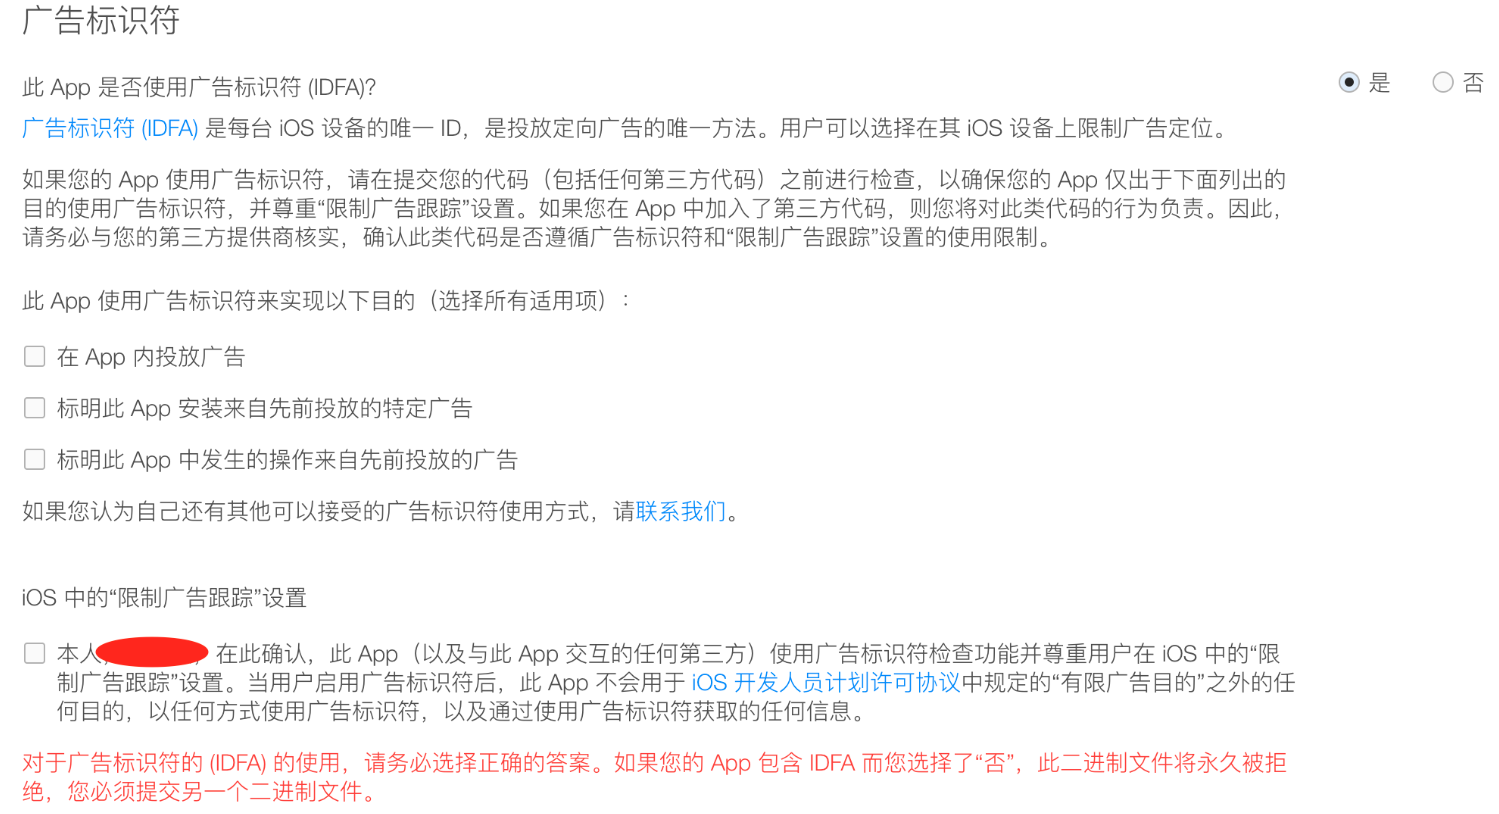 广告标识符
此 App 是否使用广告标识符 (IDFA)?
是
否
广告标识符 (IDFA) 是每台 iOS 设备的唯一 ID，是投放定向广告的唯一方法。用户可以选择在其 iOS 设备上限制广告定位。
如果您的 App 使用广告标识符，请在提交您的代码（包括任何第三方代码）之前进行检查，以确保您的 App 仅出于下面列出的
目的使用广告标识符，并尊重“限制广告跟踪”设置。如果您在 App 中加入了第三方代码，则您将对此类代码的行为负责。因此，
请务必与您的第三方提供商核实，确认此类代码是否遵循广告标识符和“限制广告跟踪”设置的使用限制。
此 App 使用广告标识符来实现以下目的（选择所有适用项）：
在 App 内投放广告
标明此 App 安装来自先前投放的特定广告
标明此 App 中发生的操作来自先前投放的广告
如果您认为自己还有其他可以接受的广告标识符使用方式，请联系我们。
iOS 中的“限制广告跟踪”设置
本人, ，在此确认，此 App（以及与此 App 交互的任何第三方）使用广告标识符检查功能并尊重用户在 iOS 中的“限
制广告跟踪”设置。当用户启用广告标识符后，此 App 不会用于 iOS 开发人员计划许可协议中规定的“有限广告目的”之外的任
何目的，以任何方式使用广告标识符，以及通过使用广告标识符获取的任何信息。
对于广告标识符的 (IDFA) 的使用，请务必选择正确的答案。如果您的 App 包含 IDFA 而您选择了“否”，此二进制文件将永久被拒
绝，您必须提交另一个二进制文件。